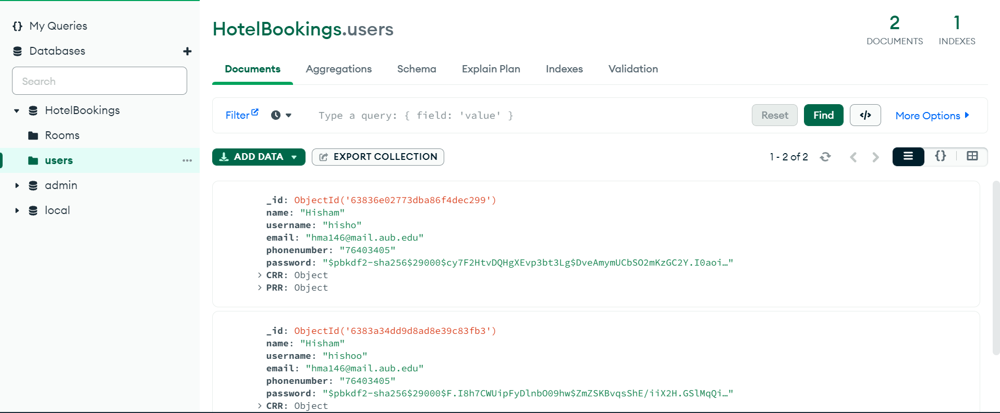 My Queries
Databases
Search
HotelBookings
Rooms
users
admin
local
HotelBookings.users
2
DOCUMENTS
1
INDEXES
Documents Aggregations Schema Explain Plan Indexes Validation
Filter Type a query: { field: 'value' } Reset Find </> More Options
ADD DATA EXPORT COLLECTION 1 - 2 of 2 {}
_id: ObjectId('63836e02773dba86f4dec299')
name: "Hisham"
username: "hisho"
email: "hma146@mail.aub.edu"
phonenumber: "76403405"
password: "$pbkdf2-sha256$29000$cy7F2HtvDQHgXEvp3bt3Lg$DveAmymUCbSO2mKzGC2Y.I0aoi…"
CRR: Object
PRR: Object
_id: ObjectId('6383a34dd9d8ad8e39c83fb3')
name: "Hisham"
username: "hishoo"
email: "hma146@mail.aub.edu"
phonenumber: "76403405"
password: "$pbkdf2-sha256$29000$F.I8h7CWUipFyDlnbO09hw$ZmZSKBvqsShE/iiX2H.GSlMqQi…"
CRR: Object